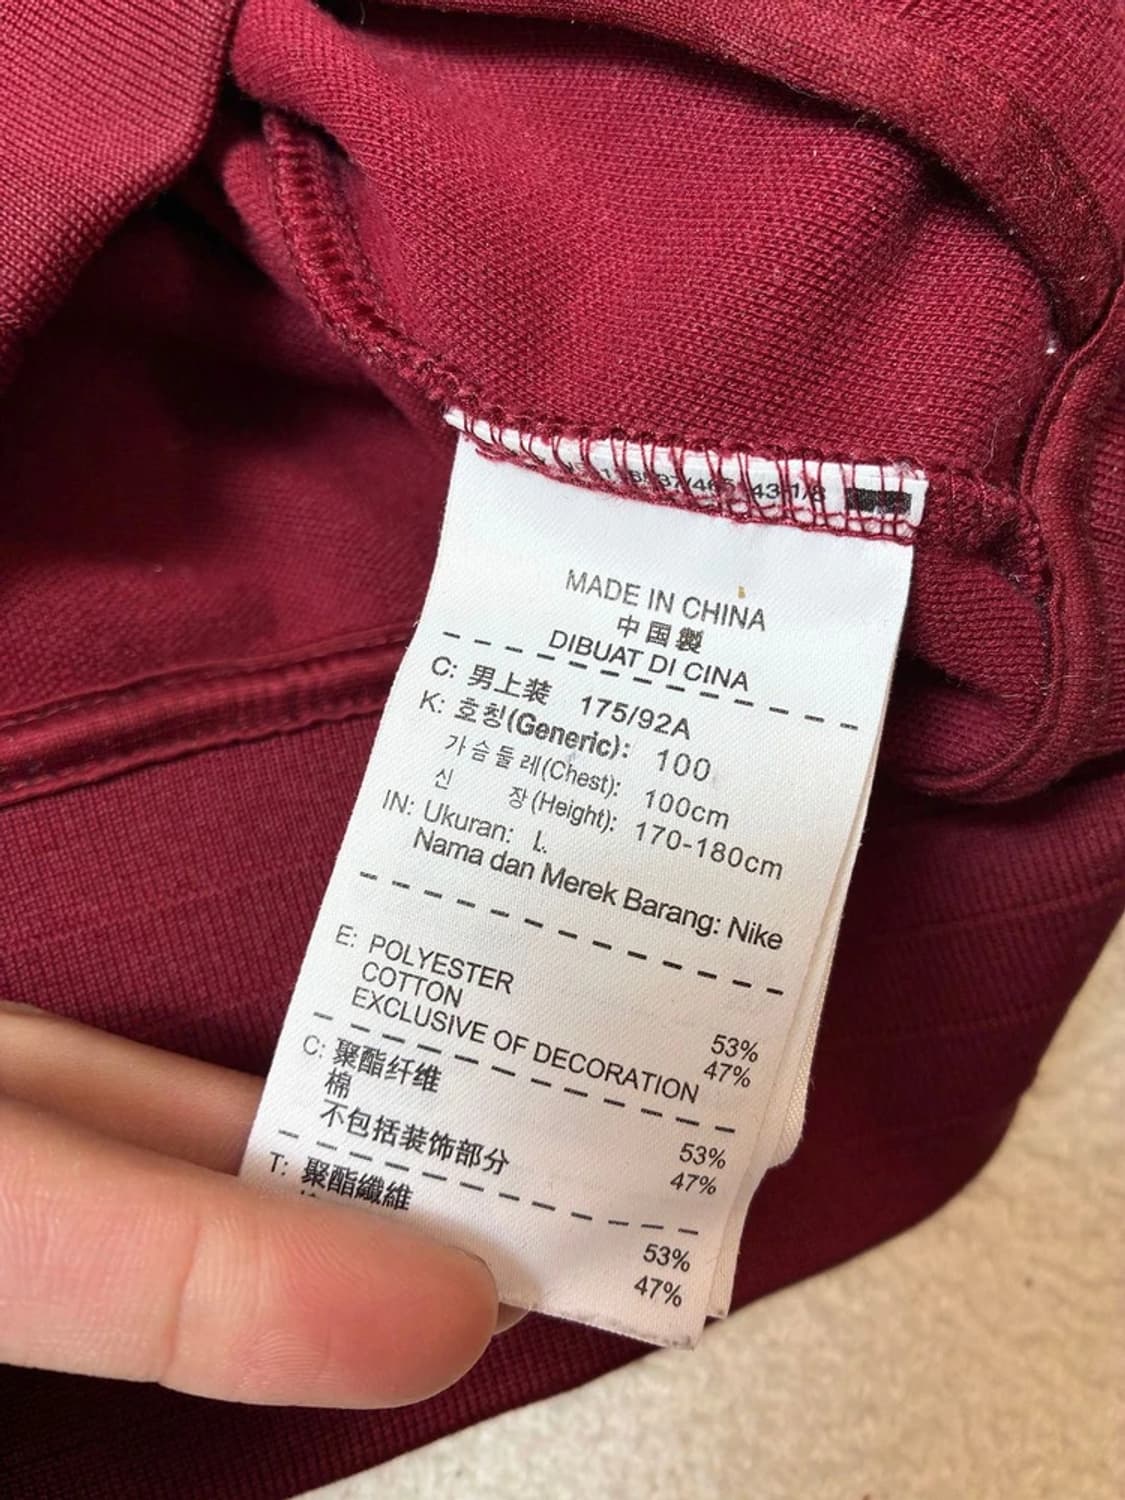 MADE IN CHINA
中国製
DIBUAT DI CINA
C: 男上装 175/92A
K: 호칭(Generic): 100
가슴둘레(Chest): 100cm
신 장(Height): 170-180cm
IN: Ukuran: L
Nama dan Merek Barang: Nike
E: POLYESTER 53%
COTTON 47%
EXCLUSIVE OF DECORATION
C: 聚酯纤维 53%
棉 47%
不包括装饰部分
T: 聚酯纖維 53%
47%